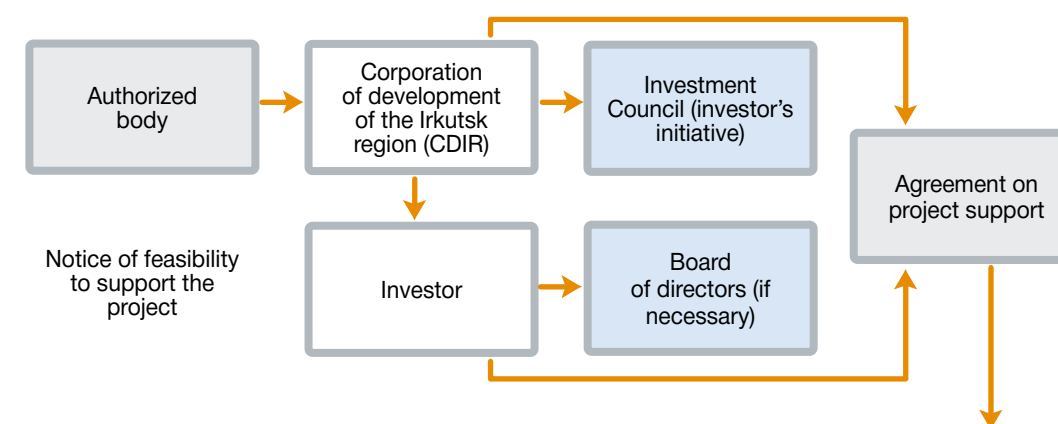 Authorized
body
Corporation
of development
of the Irkutsk
region (CDIR)
Investment
Council (investor's
initiative)
Agreement on
project support
Notice of feasibility
to support the
project
Investor
Board
of directors (if
necessary)